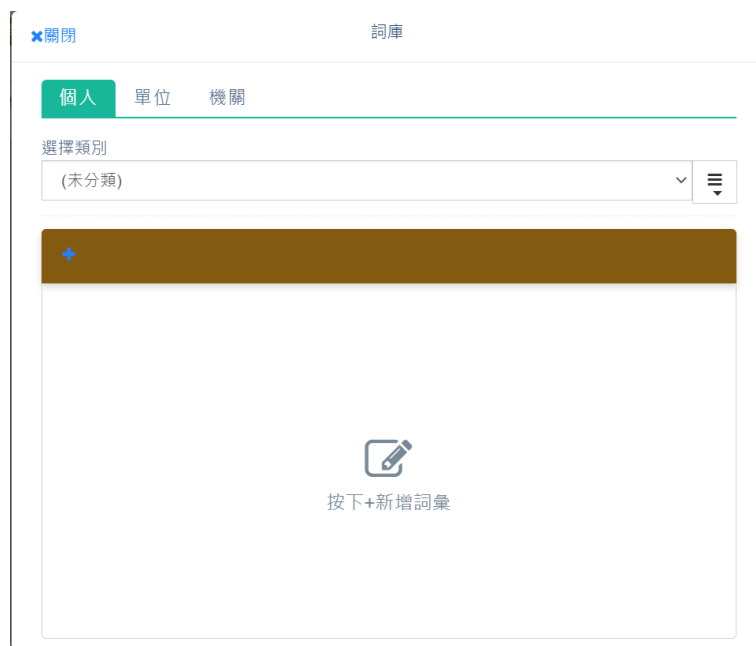 關閉
詞庫
個人 單位 機關
選擇類別
(未分類)
+
按下+新增詞彙